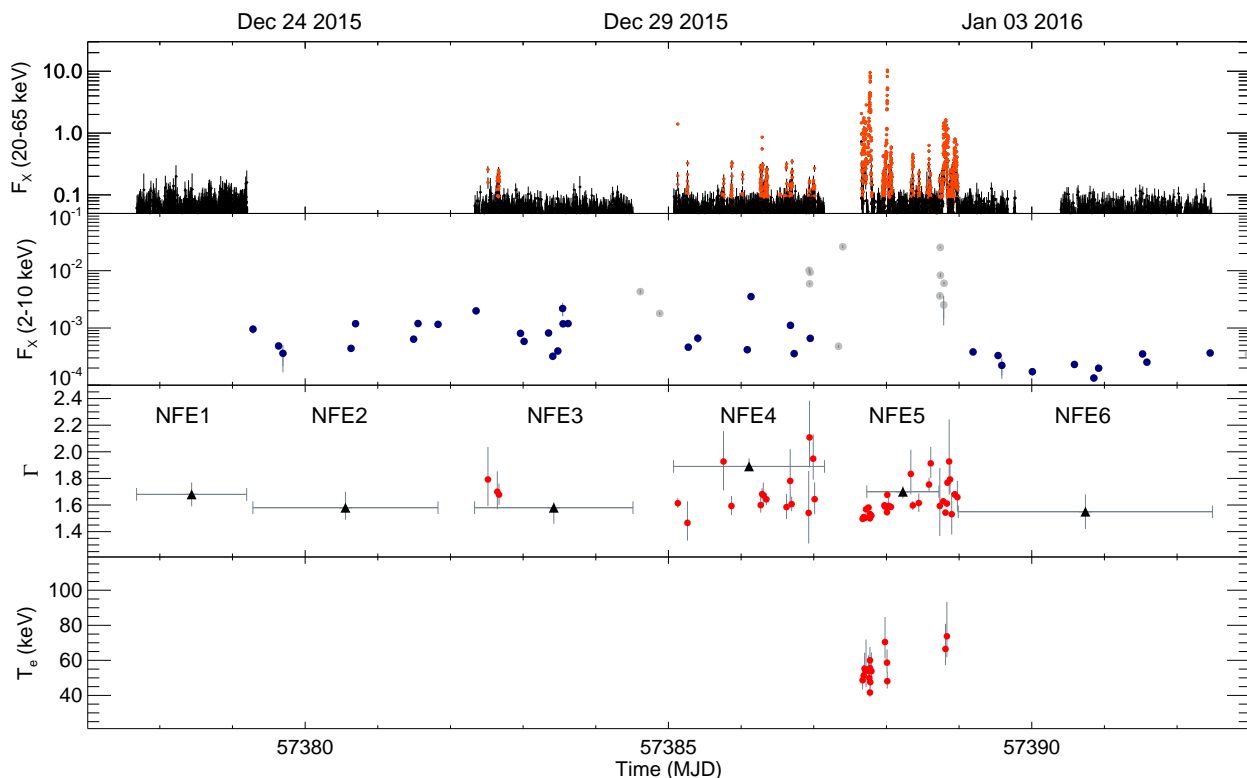 Dec 24 2015 Dec 29 2015 Jan 03 2016
F_X (20-65 keV)
10.0
1.0
0.1
F_X (2-10 keV)
10^-1
10^-2
10^-3
10^-4
Γ
2.4
2.2
2.0
1.8
1.6
1.4
NFE1 NFE2 NFE3 NFE4 NFE5 NFE6
T_e (keV)
100
80
60
40
57380 57385 57390
Time (MJD)